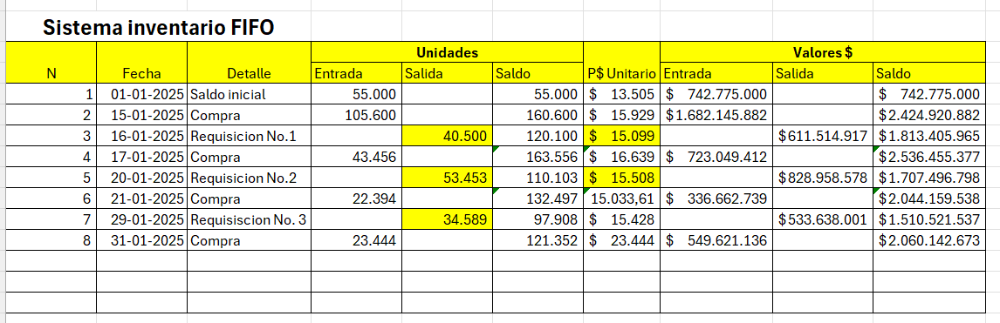 Sistema inventario FIFO
Unidades Valores $
N Fecha Detalle Entrada Salida Saldo P$ Unitario Entrada Salida Saldo
1 01-01-2025 Saldo inicial 55.000 55.000 $ 13.505 $ 742.775.000 $ 742.775.000
2 15-01-2025 Compra 105.600 160.600 $ 15.929 $1.682.145.882 $2.424.920.882
3 16-01-2025 Requisicion No.1 40.500 120.100 $ 15.099 $611.514.917 $1.813.405.965
4 17-01-2025 Compra 43.456 163.556 $ 16.639 $ 723.049.412 $2.536.455.377
5 20-01-2025 Requisicion No.2 53.453 110.103 $ 15.508 $828.958.578 $1.707.496.798
6 21-01-2025 Compra 22.394 132.497 15.033,61 $ 336.662.739 $2.044.159.538
7 29-01-2025 Requisiscion No. 3 34.589 97.908 $ 15.428 $533.638.001 $1.510.521.537
8 31-01-2025 Compra 23.444 121.352 $ 23.444 $ 549.621.136 $2.060.142.673